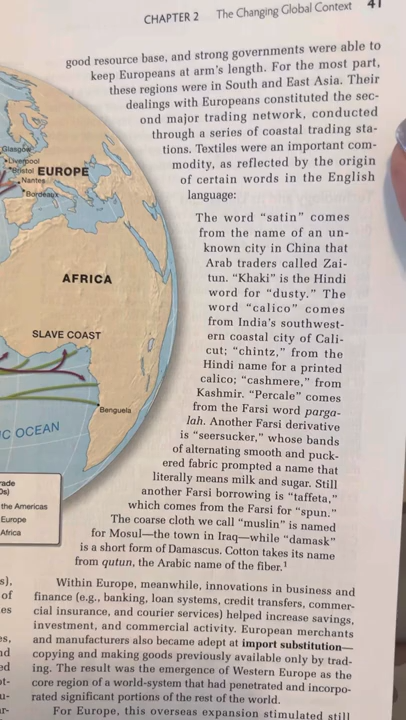 CHAPTER 2 The Changing Global Context 41
good resource base, and strong governments were able to
keep Europeans at arm's length. For the most part,
these regions were in South and East Asia. Their
dealings with Europeans constituted the sec-
ond major trading network, conducted
through a series of coastal trading sta-
tions. Textiles were an important com-
modity, as reflected by the origin
of certain words in the English
language:
The word “satin” comes
from the name of an un-
known city in China that
Arab traders called Zai-
tun. “Khaki” is the Hindi
word for “dusty.” The
word “calico” comes
from India's southwest-
ern coastal city of Cali-
cut; “chintz,” from the
Hindi name for a printed
calico; “cashmere,” from
Kashmir. “Percale” comes
from the Farsi word parga-
lah. Another Farsi derivative
is “seersucker,” whose bands
of alternating smooth and puck-
ered fabric prompted a name that
literally means milk and sugar. Still
another Farsi borrowing is “taffeta,”
which comes from the Farsi for “spun.”
The coarse cloth we call “muslin” is named
for Mosul—the town in Iraq—while “damask”
is a short form of Damascus. Cotton takes its name
from qutun, the Arabic name of the fiber.¹
Within Europe, meanwhile, innovations in business and
finance (e.g., banking, loan systems, credit transfers, commer-
cial insurance, and courier services) helped increase savings,
investment, and commercial activity. European merchants
and manufacturers also became adept at import substitution—
copying and making goods previously available only by trad-
ing. The result was the emergence of Western Europe as the
core region of a world-system that had penetrated and incorpo-
rated significant portions of the rest of the world.
For Europe, this overseas expansion stimulated still
Glasgow
Liverpool
Bristol
EUROPE
Nantes
Bordeaux
AFRICA
SLAVE COAST
Benguela
C OCEAN
rade
0s)
the Americas
Europe
Africa
s),
of
es
es,
nd
ed
ot-
u-
r-